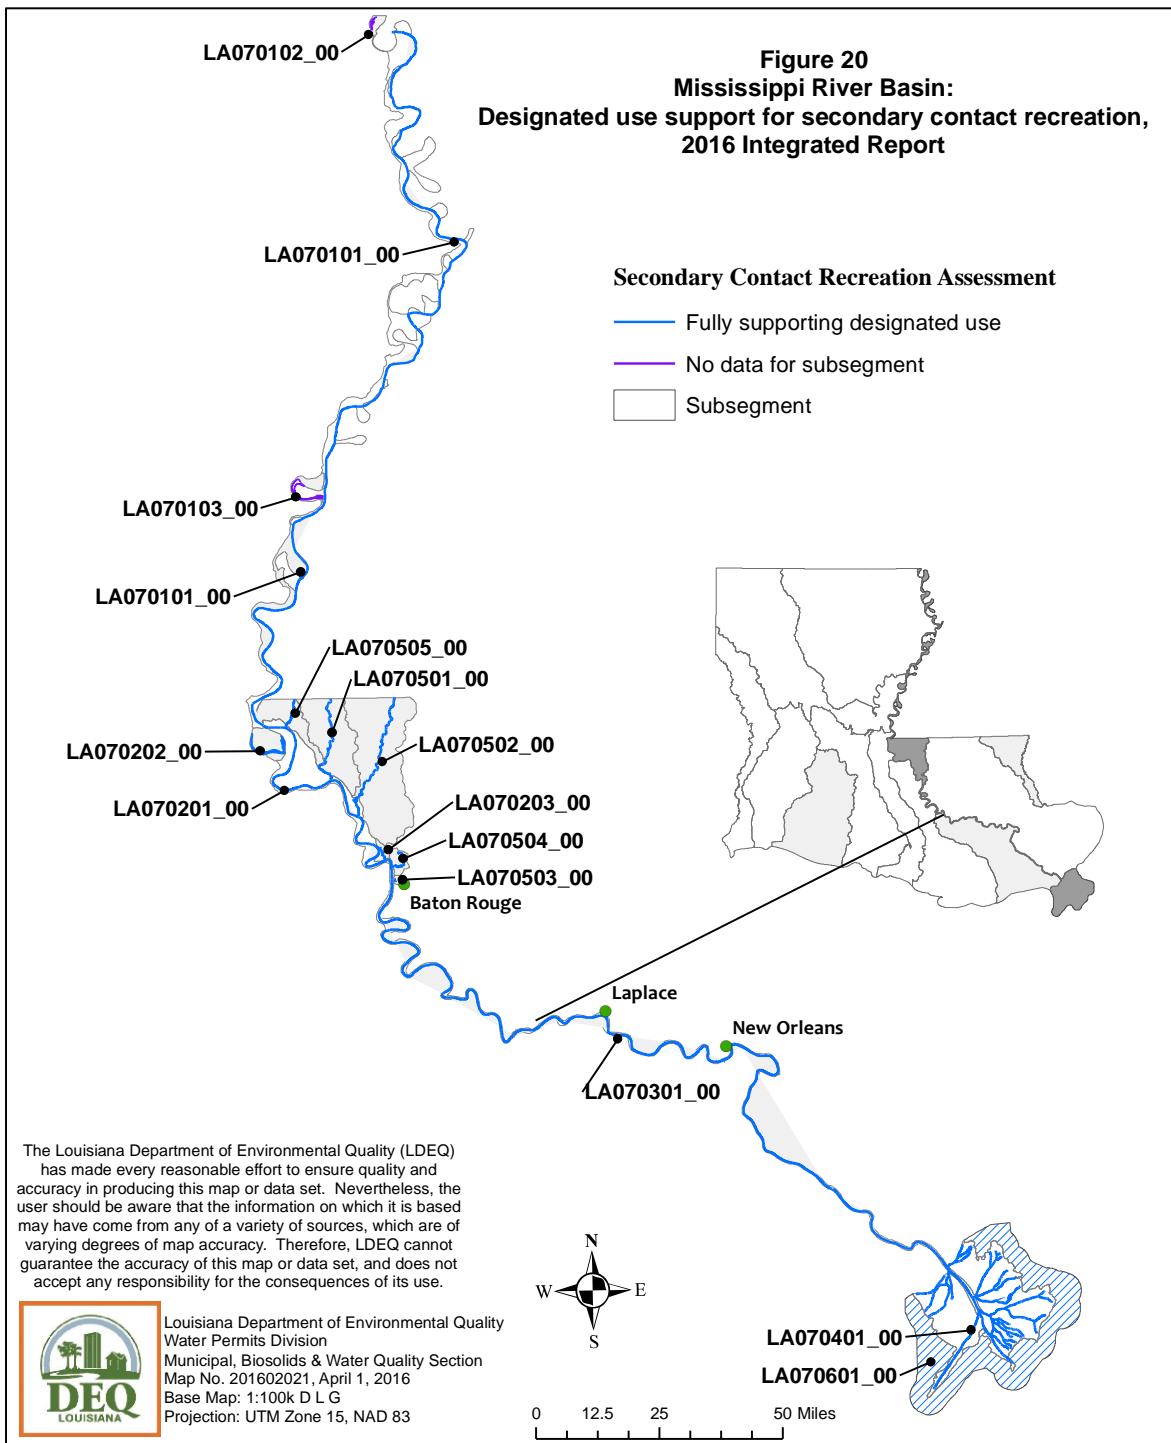 Figure 20
Mississippi River Basin:
Designated use support for secondary contact recreation,
2016 Integrated Report
LA070102_00
LA070101_00
Secondary Contact Recreation Assessment
Fully supporting designated use
No data for subsegment
Subsegment
LA070103_00
LA070101_00
LA070505_00
LA070501_00
LA070502_00
LA070202_00
LA070201_00
LA070203_00
LA070504_00
LA070503_00
Baton Rouge
Laplace
New Orleans
LA070301_00
LA070401_00
LA070601_00
The Louisiana Department of Environmental Quality (LDEQ)
has made every reasonable effort to ensure quality and
accuracy in producing this map or data set. Nevertheless, the
user should be aware that the information on which it is based
may have come from any of a variety of sources, which are of
varying degrees of map accuracy. Therefore, LDEQ cannot
guarantee the accuracy of this map or data set, and does not
accept any responsibility for the consequences of its use.
N
W
E
S
DEQ
LOUISIANA
Louisiana Department of Environmental Quality
Water Permits Division
Municipal, Biosolids & Water Quality Section
Map No. 201602021, April 1, 2016
Base Map: 1:100k D L G
Projection: UTM Zone 15, NAD 83
0 12.5 25 50 Miles